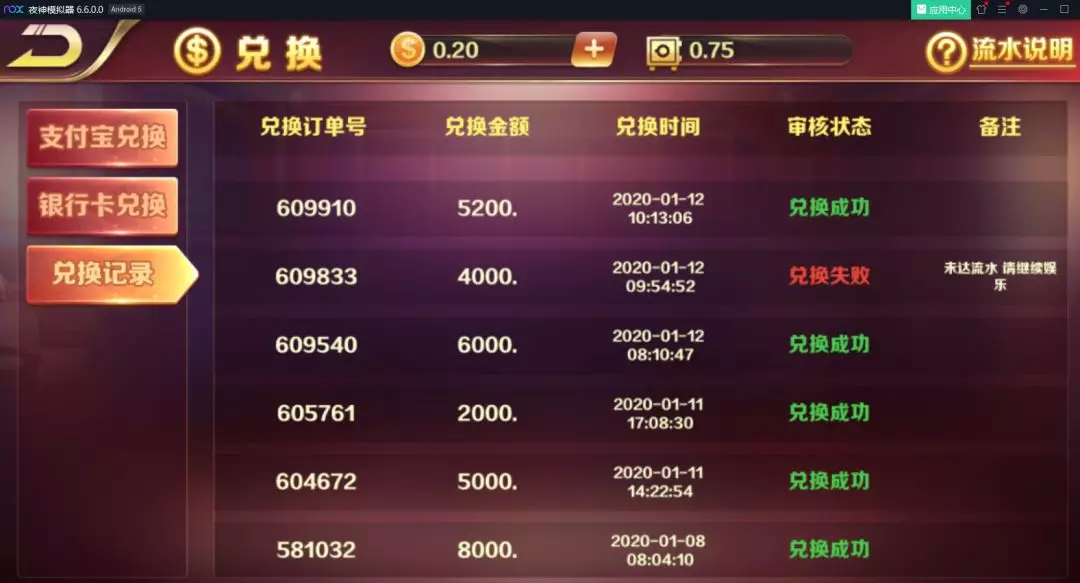 nox 夜神模拟器 6.6.0.0 Android 5 应用中心
兑换 0.20 0.75 流水说明
支付宝兑换
银行卡兑换
兑换记录
兑换订单号 兑换金额 兑换时间 审核状态 备注
609910 5200. 2020-01-12 兑换成功
10:13:06
609833 4000. 2020-01-12 兑换失败 未达流水 请继续娱
09:54:52 乐
609540 6000. 2020-01-12 兑换成功
08:10:47
605761 2000. 2020-01-11 兑换成功
17:08:30
604672 5000. 2020-01-11 兑换成功
14:22:54
581032 8000. 2020-01-08 兑换成功
08:04:10